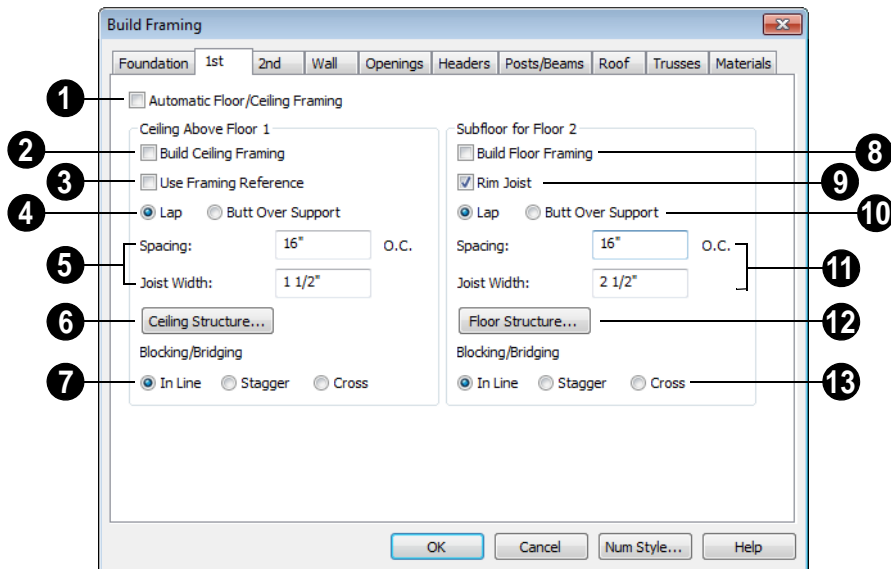 Build Framing
Foundation 1st 2nd Wall Openings Headers Posts/Beams Roof Trusses Materials
1 Automatic Floor/Ceiling Framing
Ceiling Above Floor 1
2 Build Ceiling Framing
3 Use Framing Reference
4 Lap Butt Over Support
5 Spacing: 16" O.C.
Joist Width: 1 1/2"
6 Ceiling Structure...
Blocking/Bridging
7 In Line Stagger Cross
Subfloor for Floor 2
Build Floor Framing 8
Rim Joist 9
Lap Butt Over Support 10
Spacing: 16" O.C. 11
Joist Width: 2 1/2"
Floor Structure... 12
Blocking/Bridging
In Line Stagger Cross 13
OK Cancel Num Style... Help